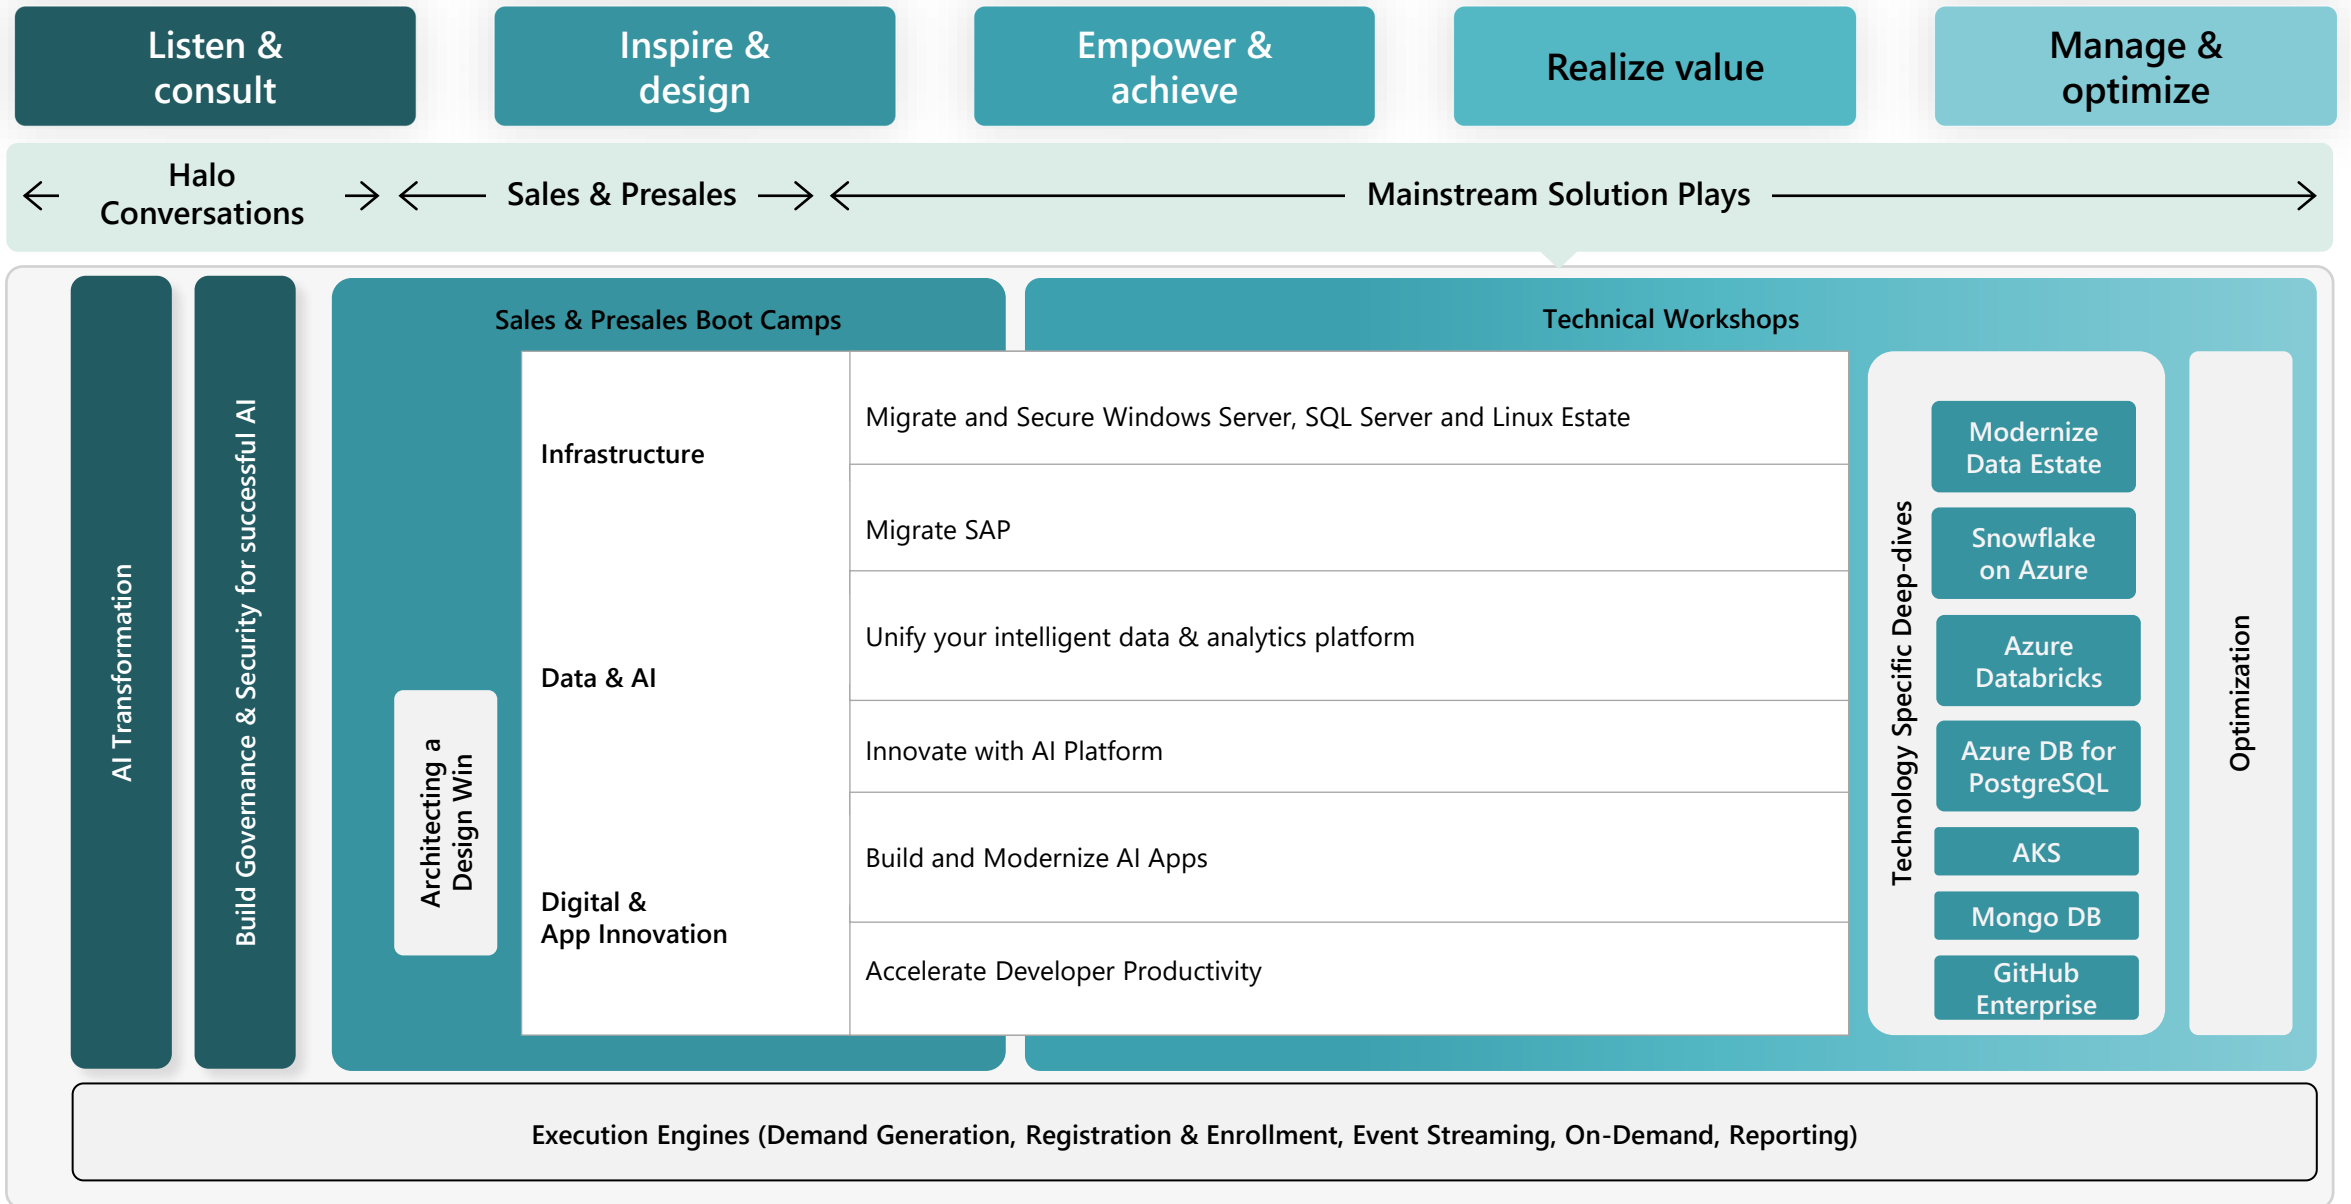 Listen &
consult
Inspire &
design
Empower &
achieve
Realize value
Manage &
optimize
Halo
Conversations
Sales & Presales
Mainstream Solution Plays
AI Transformation
Build Governance & Security for successful AI
Sales & Presales Boot Camps
Technical Workshops
Architecting a
Design Win
Infrastructure
Migrate and Secure Windows Server, SQL Server and Linux Estate
Migrate SAP
Data & AI
Unify your intelligent data & analytics platform
Innovate with AI Platform
Digital &
App Innovation
Build and Modernize AI Apps
Accelerate Developer Productivity
Technology Specific Deep-dives
Modernize
Data Estate
Snowflake
on Azure
Azure
Databricks
Azure DB for
PostgreSQL
AKS
Mongo DB
GitHub
Enterprise
Optimization
Execution Engines (Demand Generation, Registration & Enrollment, Event Streaming, On-Demand, Reporting)